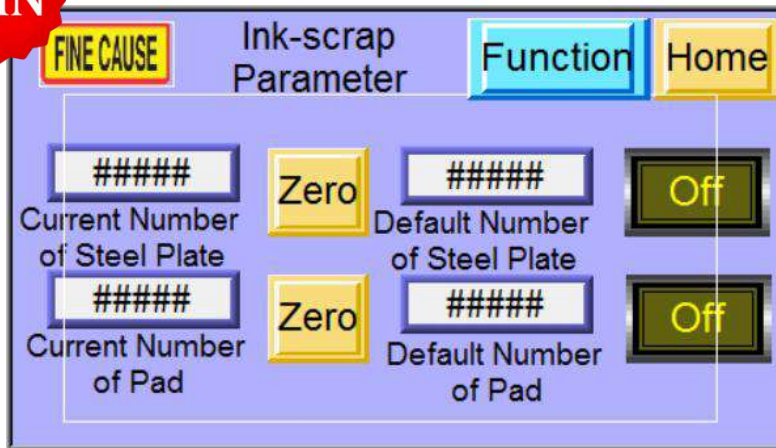 FINE CAUSE
Ink-scrap
Parameter
Function
Home
#####
Zero
#####
Off
Current Number
of Steel Plate
Default Number
of Steel Plate
#####
Zero
#####
Off
Current Number
of Pad
Default Number
of Pad